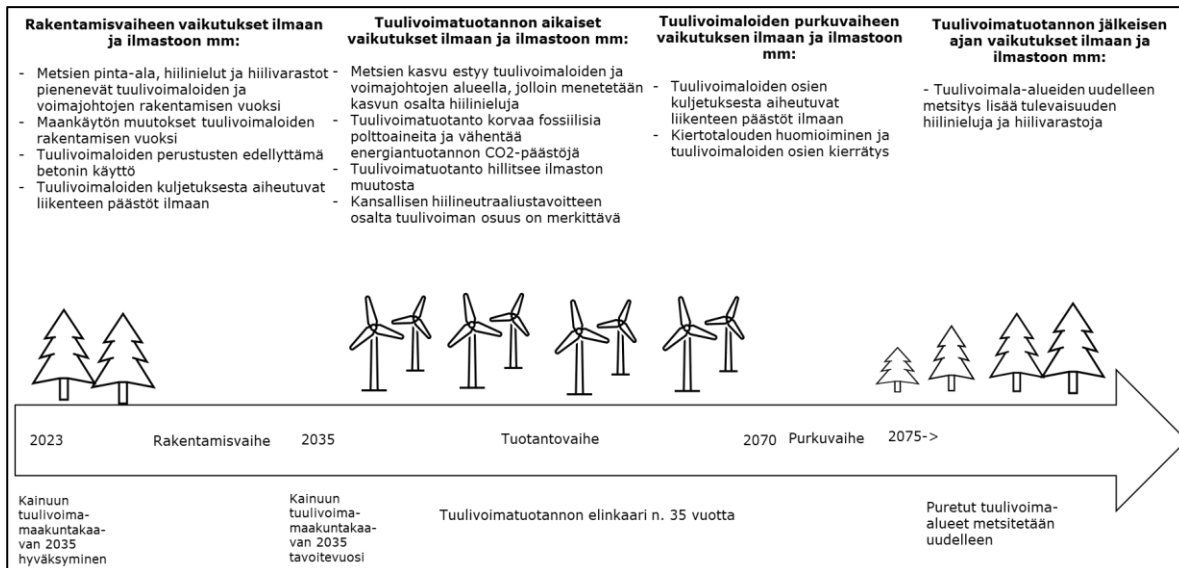 Rakentamisvaiheen vaikutukset ilmaan
ja ilmastoon mm:
- Metsien pinta-ala, hiilinielut ja hiilivarastot
pienenevät tuulivoimaloiden ja
voimajohtojen rakentamisen vuoksi
- Maankäytön muutokset tuulivoimaloiden
rakentamisen vuoksi
- Tuulivoimaloiden perustusten edellyttämä
betonin käyttö
- Tuulivoimaloiden kuljetuksesta aiheutuvat
liikenteen päästöt ilmaan
Tuulivoimatuotannon aikaiset
vaikutukset ilmaan ja ilmastoon mm:
- Metsien kasvu estyy tuulivoimaloiden ja
voimajohtojen alueella, jolloin menetetään
kasvun osalta hiilinieluja
- Tuulivoimatuotanto korvaa fossiilisia
polttoaineita ja vähentää
energiantuotannon CO2-päästöjä
- Tuulivoimatuotanto hillitsee ilmaston
muutosta
- Kansallisen hiilineutraaliustavoitteen
osalta tuulivoiman osuus on merkittävä
Tuulivoimaloiden purkuvaiheen
vaikutuksen ilmaan ja ilmastoon
mm:
- Tuulivoimaloiden osien
kuljetuksesta aiheutuvat
liikenteen päästöt ilmaan
- Kiertotalouden huomioiminen ja
tuulivoimaloiden osien kierrätys
Tuulivoimatuotannon jälkeisen
ajan vaikutukset ilmaan ja
ilmastoon mm:
- Tuulivoimala-alueiden uudelleen
metsitys lisää tulevaisuuden
hiilinieluja ja hiilivarastoja
2023 Rakentamisvaihe 2035 Tuotantovaihe 2070 Purkuvaihe 2075->
Kainuun
tuulivoima-
maakuntakaa-
van 2035
hyväksyminen
Kainuun
tuulivoima-
maakuntakaa-
van 2035
tavoitevuosi
Tuulivoimatuotannon elinkaari n. 35 vuotta
Puretut tuulivoima-
alueet metsitetään
uudelleen